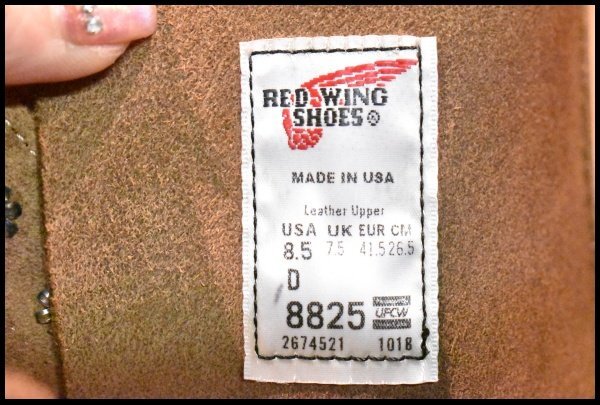 RED WING
SHOES®
MADE IN USA
Leather Upper
USA UK EUR CM
8.5 7.5 41.5 26.5
D
8825 UFCW
2674521 1018